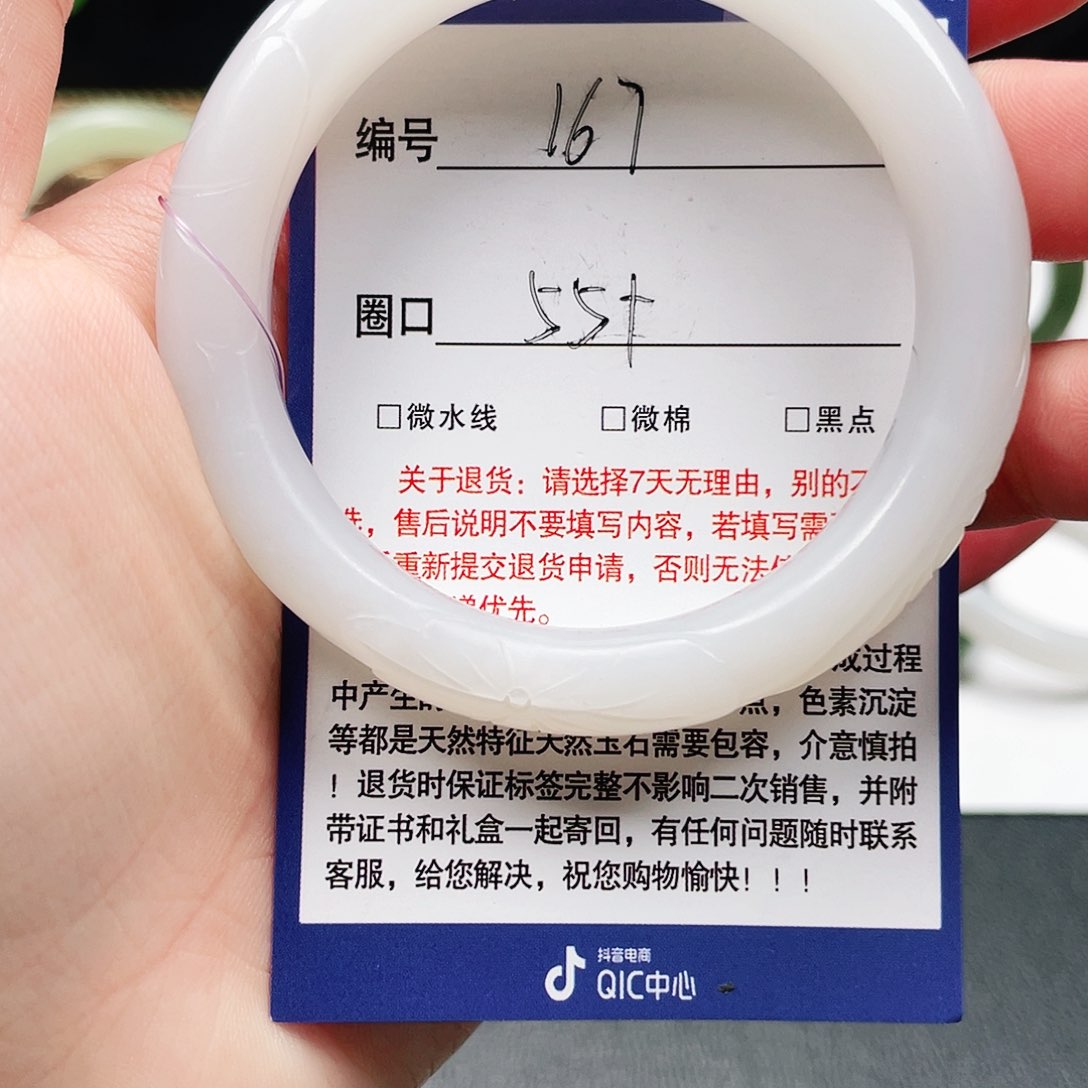 编号 167
圈口 55+
□微水线 □微棉 □黑点
关于退货：请选择7天无理由，别的
，售后说明不要填写内容，若填写需
重新提交退货申请，否则无法
优先。
成过程
中产生 点，色素沉淀
等都是天然特征天然玉石需要包容，介意慎拍
！退货时保证标签完整不影响二次销售，并附
带证书和礼盒一起寄回，有任何问题随时联系
客服，给您解决，祝您购物愉快！！！
抖音电商
QIC中心